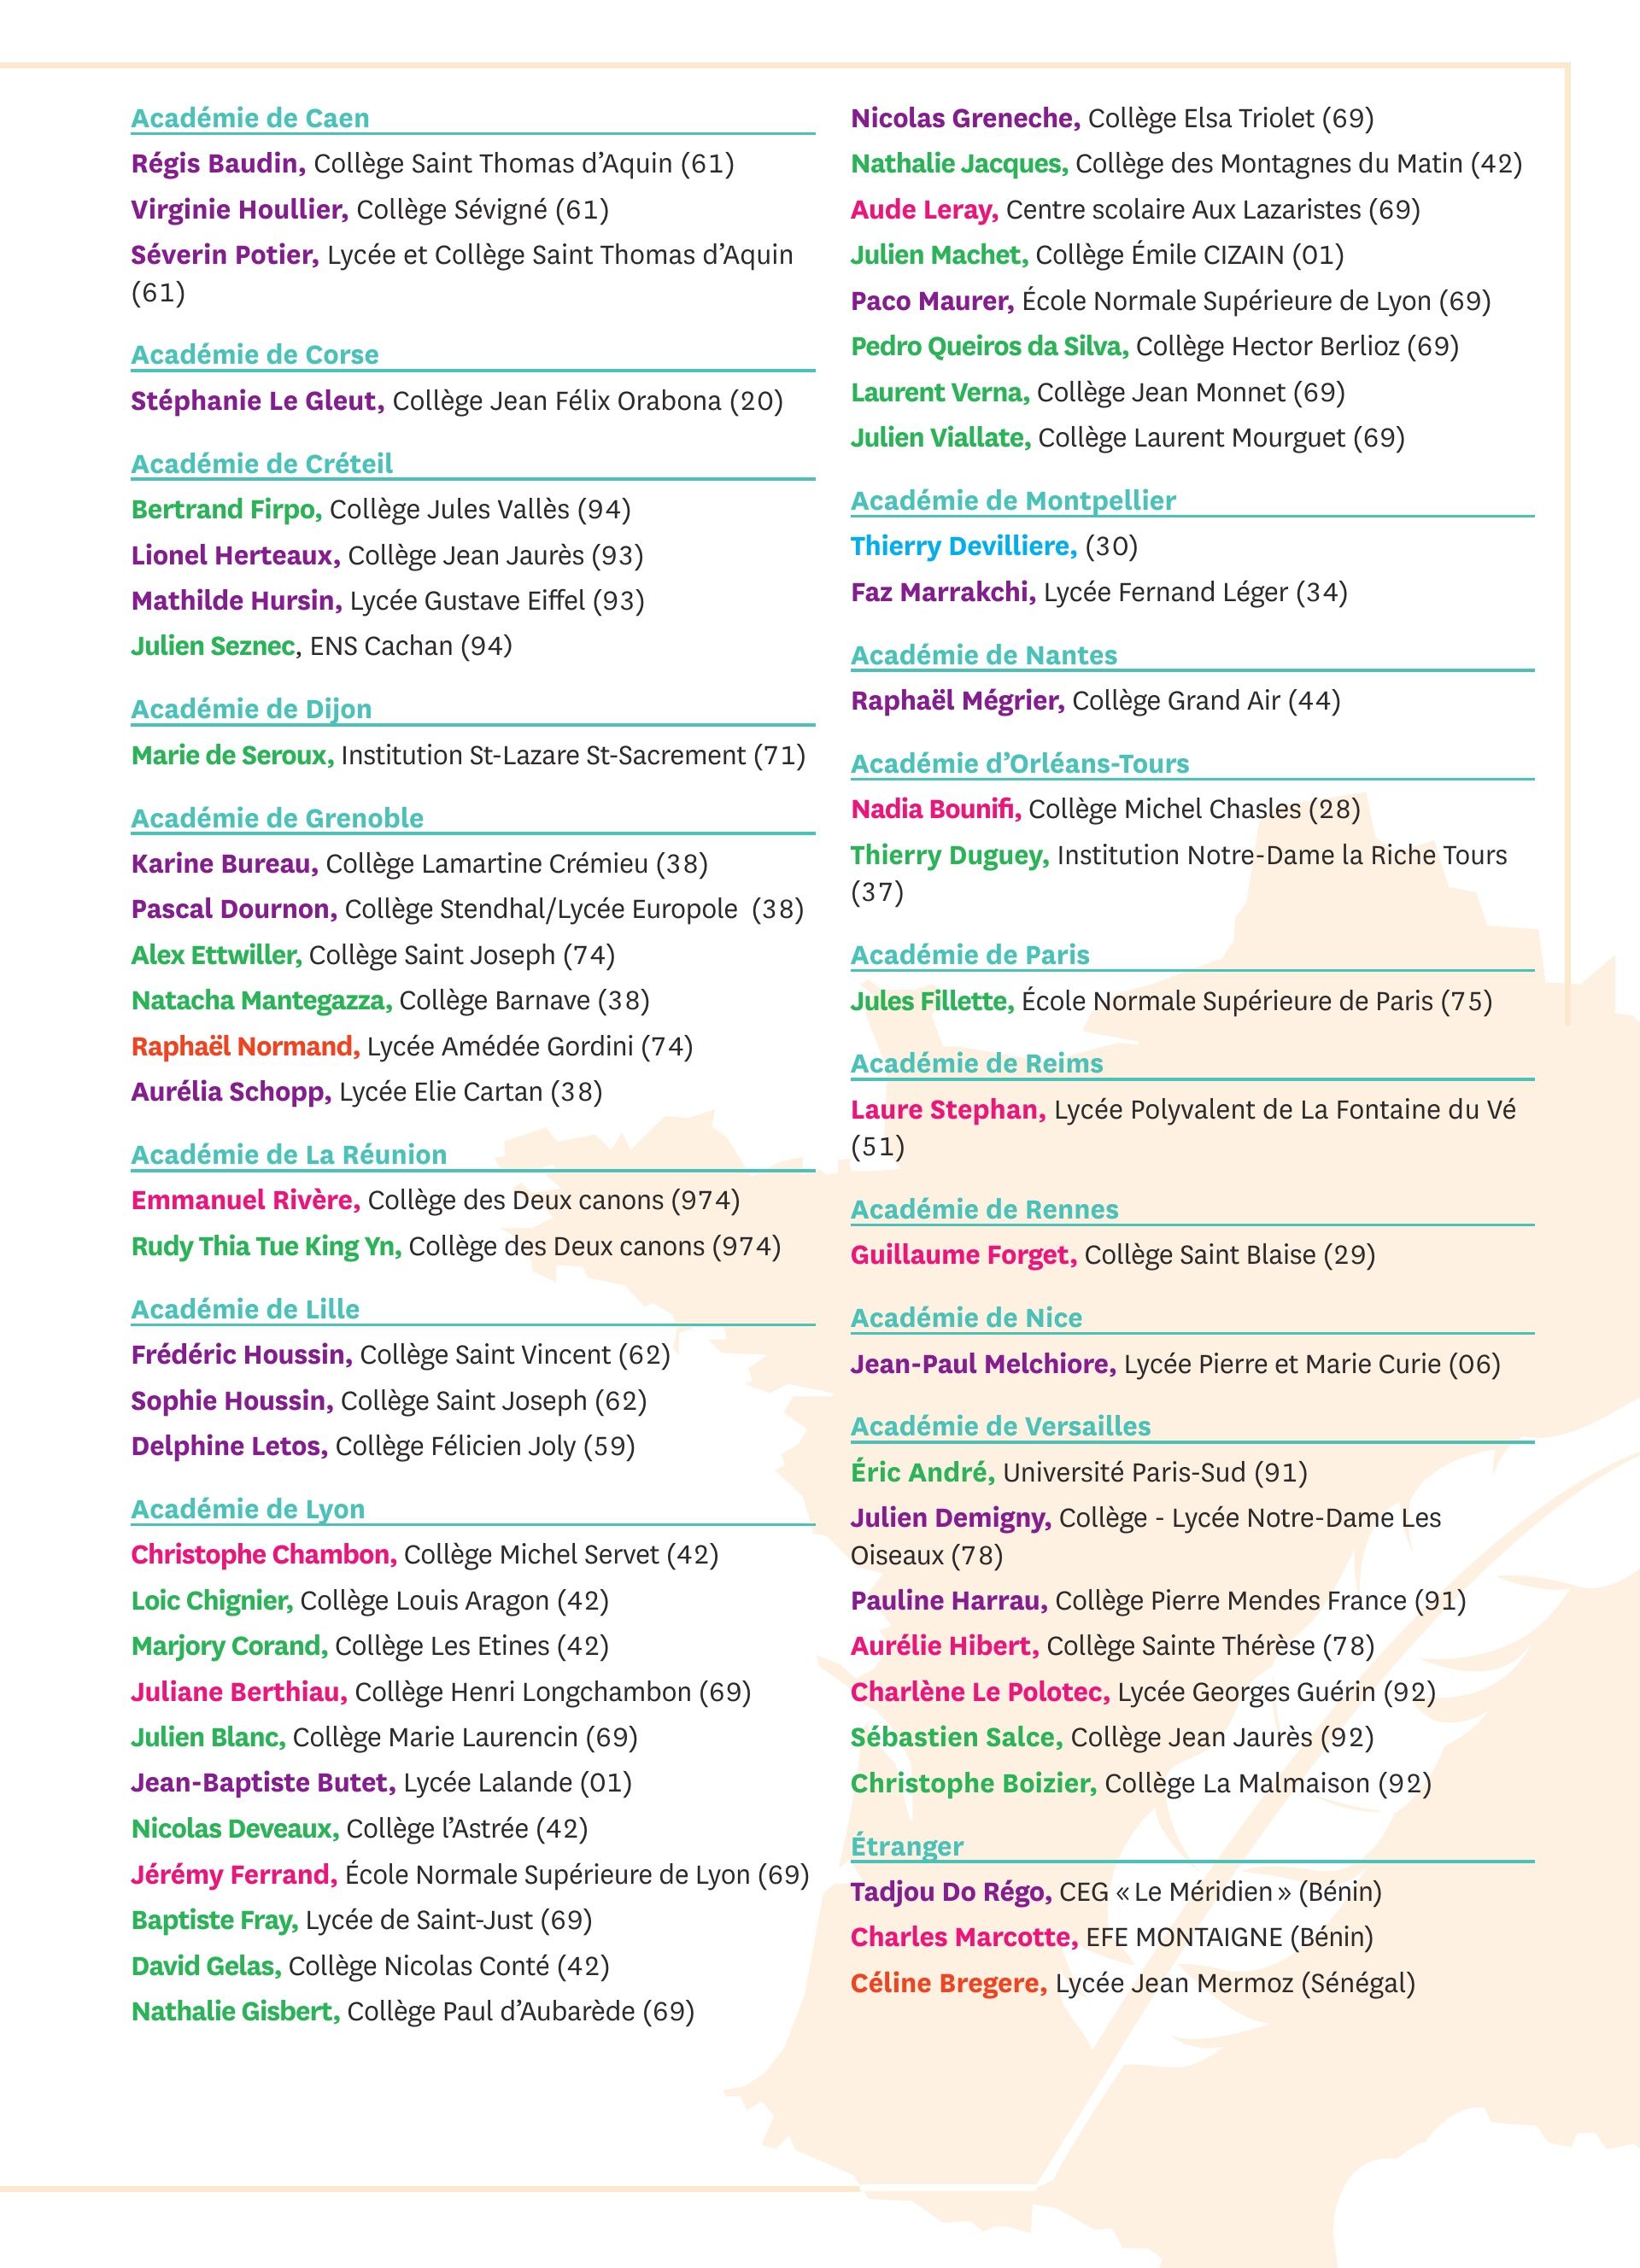 Académie de Caen
Régis Baudin, Collège Saint Thomas d’Aquin (61)
Virginie Houllier, Collège Sévigné (61)
Séverin Potier, Lycée et Collège Saint Thomas d’Aquin
(61)
Académie de Corse
Stéphanie Le Gleut, Collège Jean Félix Orabona (20)
Académie de Créteil
Bertrand Firpo, Collège Jules Vallès (94)
Lionel Herteaux, Collège Jean Jaurès (93)
Mathilde Hursin, Lycée Gustave Eiffel (93)
Julien Seznec, ENS Cachan (94)
Académie de Dijon
Marie de Seroux, Institution St-Lazare St-Sacrement (71)
Académie de Grenoble
Karine Bureau, Collège Lamartine Crémieu (38)
Pascal Dournon, Collège Stendhal/Lycée Europole (38)
Alex Ettwiller, Collège Saint Joseph (74)
Natacha Mantegazza, Collège Barnave (38)
Raphaël Normand, Lycée Amédée Gordini (74)
Aurélia Schopp, Lycée Elie Cartan (38)
Académie de La Réunion
Emmanuel Rivère, Collège des Deux canons (974)
Rudy Thia Tue King Yn, Collège des Deux canons (974)
Académie de Lille
Frédéric Houssin, Collège Saint Vincent (62)
Sophie Houssin, Collège Saint Joseph (62)
Delphine Letos, Collège Félicien Joly (59)
Académie de Lyon
Christophe Chambon, Collège Michel Servet (42)
Loic Chignier, Collège Louis Aragon (42)
Marjory Corand, Collège Les Etines (42)
Juliane Berthiau, Collège Henri Longchambon (69)
Julien Blanc, Collège Marie Laurencin (69)
Jean-Baptiste Butet, Lycée Lalande (01)
Nicolas Deveaux, Collège l’Astrée (42)
Jérémy Ferrand, École Normale Supérieure de Lyon (69)
Baptiste Fray, Lycée de Saint-Just (69)
David Gelas, Collège Nicolas Conté (42)
Nathalie Gisbert, Collège Paul d’Aubarède (69)
Nicolas Greneche, Collège Elsa Triolet (69)
Nathalie Jacques, Collège des Montagnes du Matin (42)
Aude Leray, Centre scolaire Aux Lazaristes (69)
Julien Machet, Collège Émile CIZAIN (01)
Paco Maurer, École Normale Supérieure de Lyon (69)
Pedro Queiros da Silva, Collège Hector Berlioz (69)
Laurent Verna, Collège Jean Monnet (69)
Julien Viallate, Collège Laurent Mourguet (69)
Académie de Montpellier
Thierry Devilliere, (30)
Faz Marrakchi, Lycée Fernand Léger (34)
Académie de Nantes
Raphaël Mégrier, Collège Grand Air (44)
Académie d’Orléans-Tours
Nadia Bounifi, Collège Michel Chasles (28)
Thierry Duguey, Institution Notre-Dame la Riche Tours
(37)
Académie de Paris
Jules Fillette, École Normale Supérieure de Paris (75)
Académie de Reims
Laure Stephan, Lycée Polyvalent de La Fontaine du Vé
(51)
Académie de Rennes
Guillaume Forget, Collège Saint Blaise (29)
Académie de Nice
Jean-Paul Melchiore, Lycée Pierre et Marie Curie (06)
Académie de Versailles
Éric André, Université Paris-Sud (91)
Julien Demigny, Collège - Lycée Notre-Dame Les
Oiseaux (78)
Pauline Harrau, Collège Pierre Mendes France (91)
Aurélie Hibert, Collège Sainte Thérèse (78)
Charlène Le Polotec, Lycée Georges Guérin (92)
Sébastien Salce, Collège Jean Jaurès (92)
Christophe Boizier, Collège La Malmaison (92)
Étranger
Tadjou Do Régo, CEG « Le Méridien » (Bénin)
Charles Marcotte, EFE MONTAIGNE (Bénin)
Céline Bregere, Lycée Jean Mermoz (Sénégal)